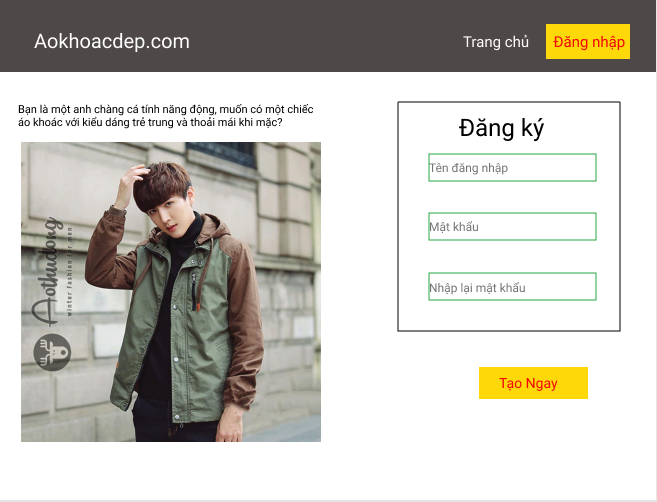 Aokhoacdep.com
Trang chủ
Đăng nhập
Bạn là một anh chàng cá tính năng động, muốn có một chiếc
áo khoác với kiểu dáng trẻ trung và thoải mái khi mặc?
Aothudong
winter fashion for men
Đăng ký
Tên đăng nhập
Mật khẩu
Nhập lại mật khẩu
Tạo Ngay